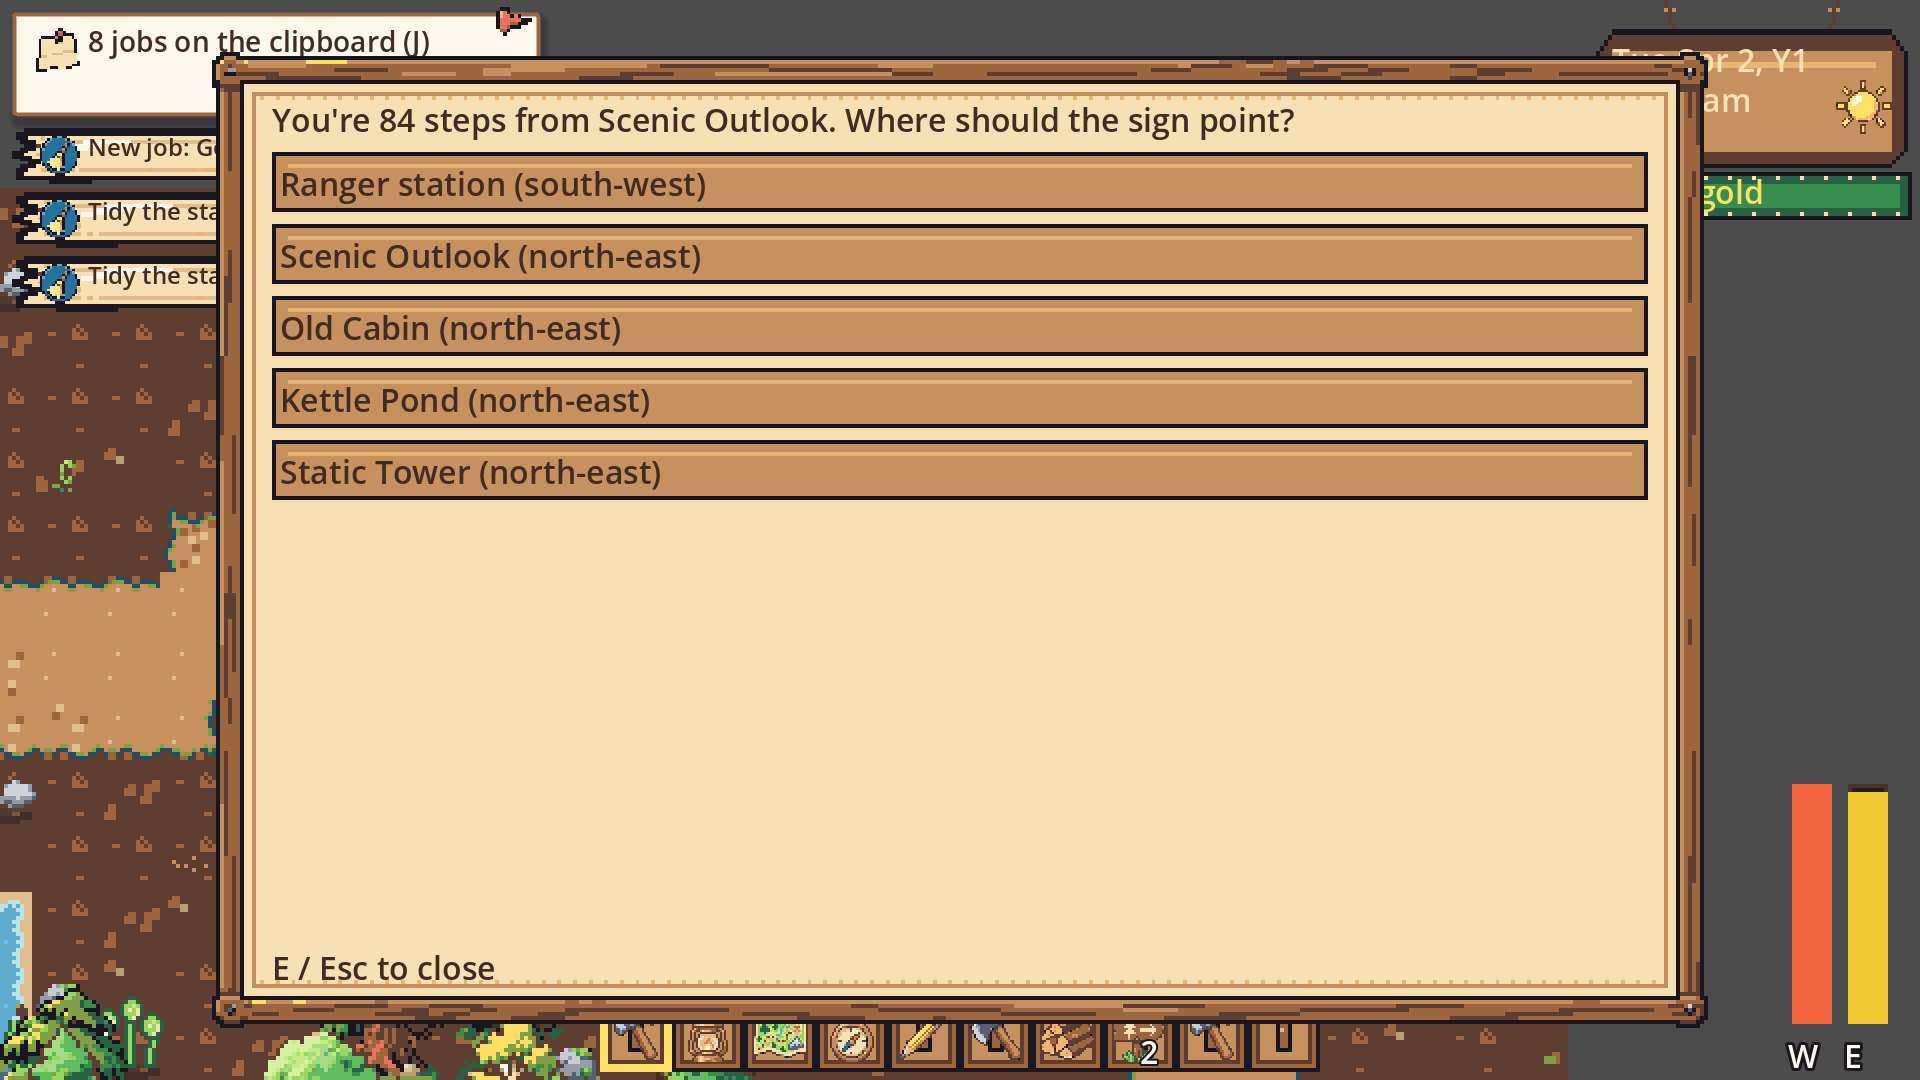 8 jobs on the clipboard (J)
New job: G
Tidy the sta
Tidy the sta
Tue Apr 2, Y1
am
gold
You're 84 steps from Scenic Outlook. Where should the sign point?
Ranger station (south-west)
Scenic Outlook (north-east)
Old Cabin (north-east)
Kettle Pond (north-east)
Static Tower (north-east)
E / Esc to close
2
W E